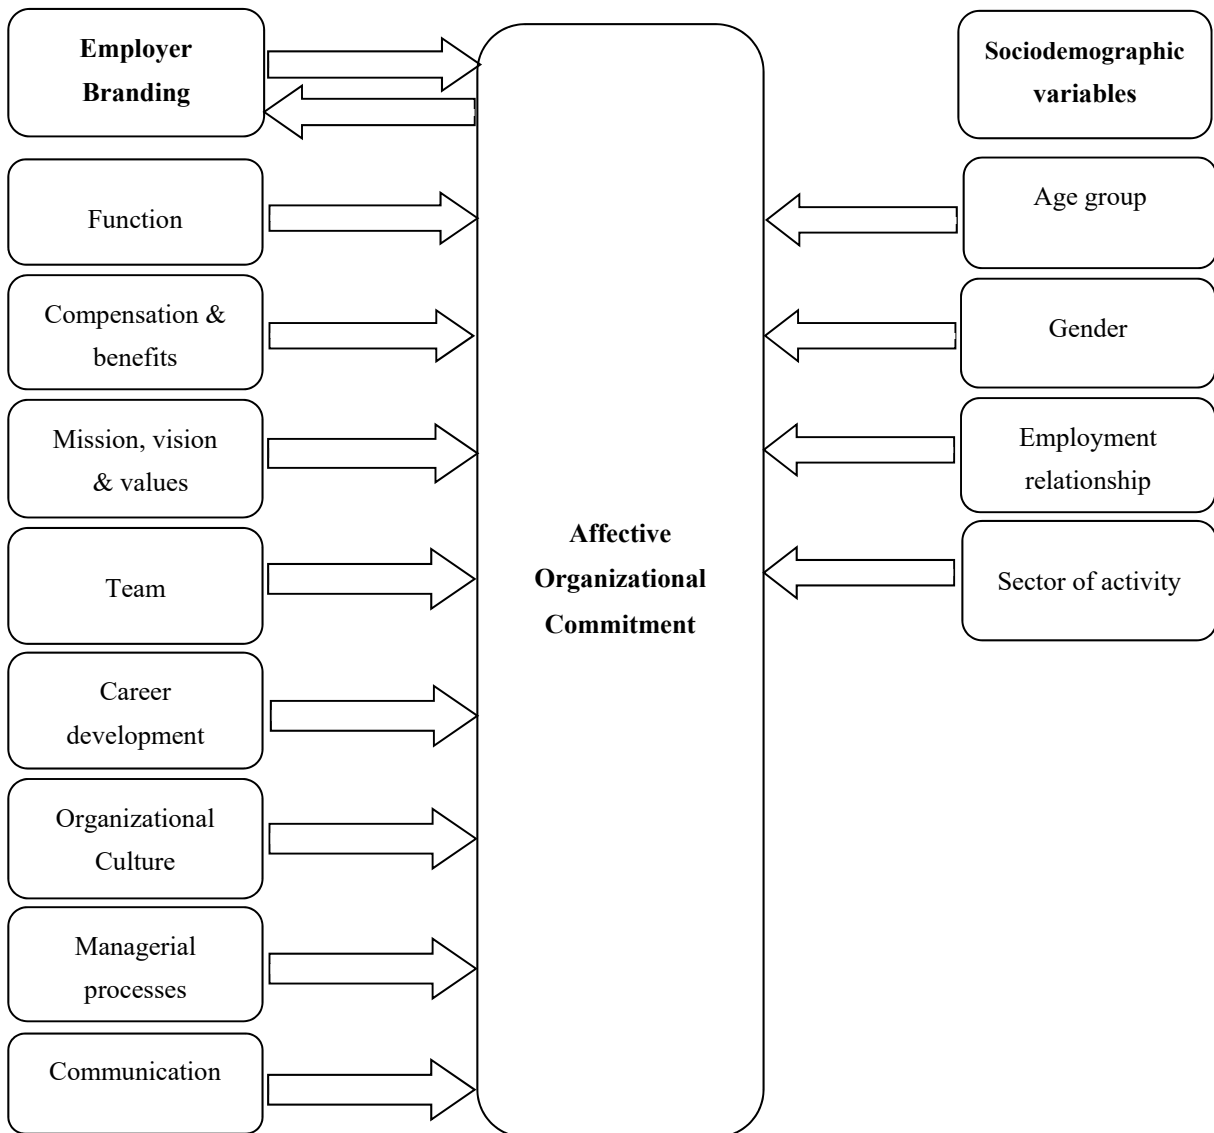 Employer
Branding
Function
Compensation &
benefits
Mission, vision
& values
Team
Career
development
Organizational
Culture
Managerial
processes
Communication
Affective
Organizational
Commitment
Sociodemographic
variables
Age group
Gender
Employment
relationship
Sector of activity